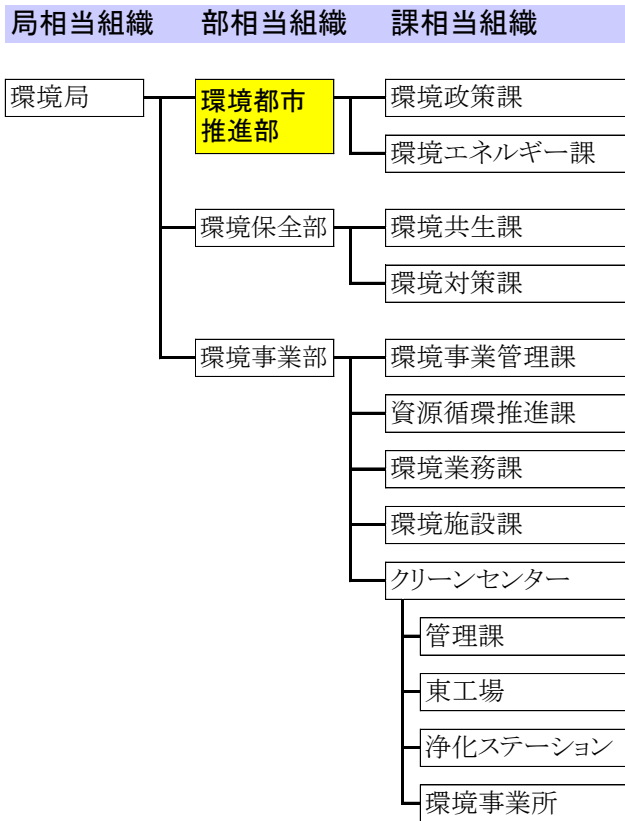 局相当組織 部相当組織 課相当組織
環境局
環境都市
推進部
環境政策課
環境エネルギー課
環境保全部
環境共生課
環境対策課
環境事業部
環境事業管理課
資源循環推進課
環境業務課
環境施設課
クリーンセンター
管理課
東工場
浄化ステーション
環境事業所